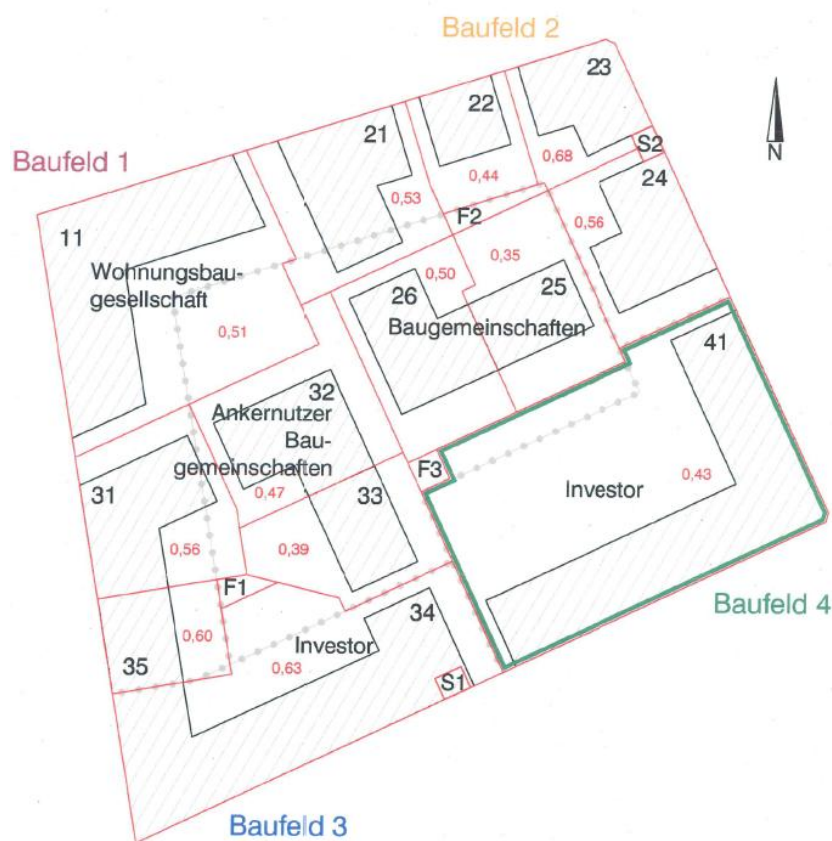 Baufeld 2
23
22
21
N
S2
Baufeld 1
0,68
0,44
24
0,53
11
F2
0,56
Wohnungsbau-
gesellschaft
0,35
0,50
26
25
Baugemeinschaften
0,51
41
32
Ankernutzer
Bau-
gemeinschaften
F3
31
0,47
33
Investor
0,43
0,56
0,39
F1
34
Baufeld 4
0,60
Investor
35
0,63
S1
Baufeld 3